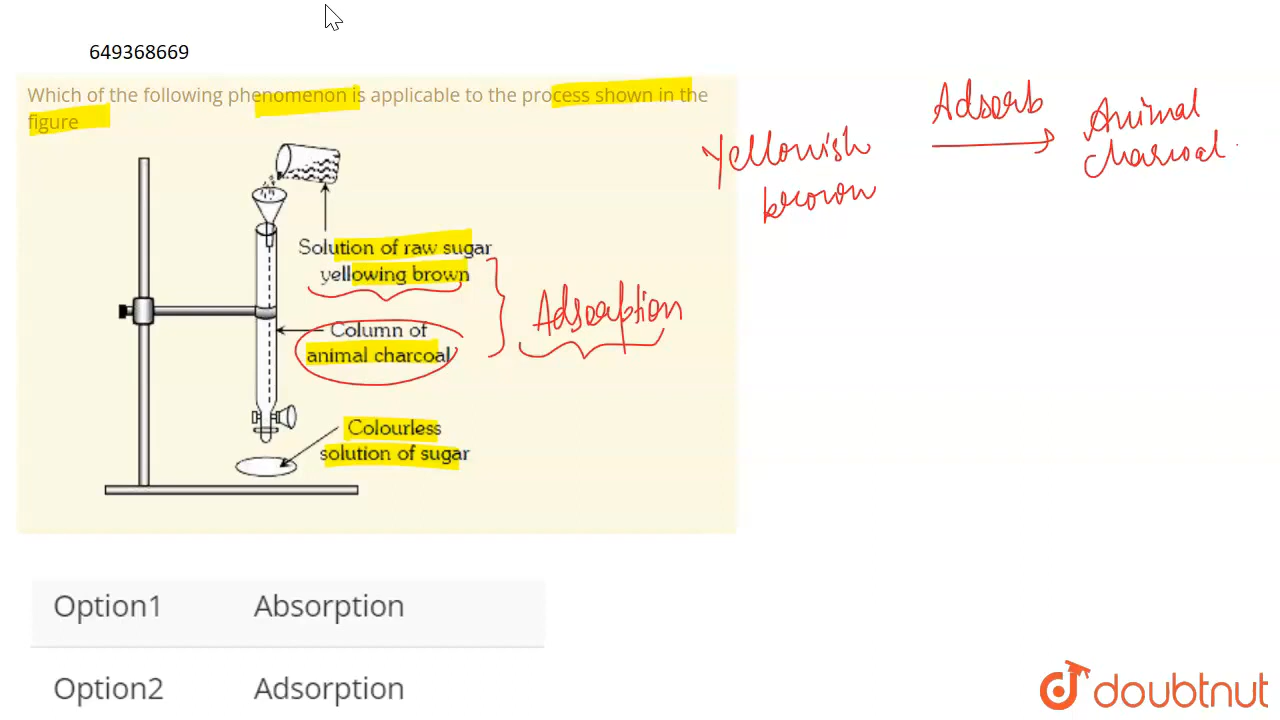 649368669
Which of the following phenomenon is applicable to the process shown in the
figure
Solution of raw sugar
yellowing brown
Column of
animal charcoal
Colourless
solution of sugar
Adsorption
Yellowish
brown
Adsorb
Animal
charcoal
Option1 Absorption
Option2 Adsorption
doubtnut